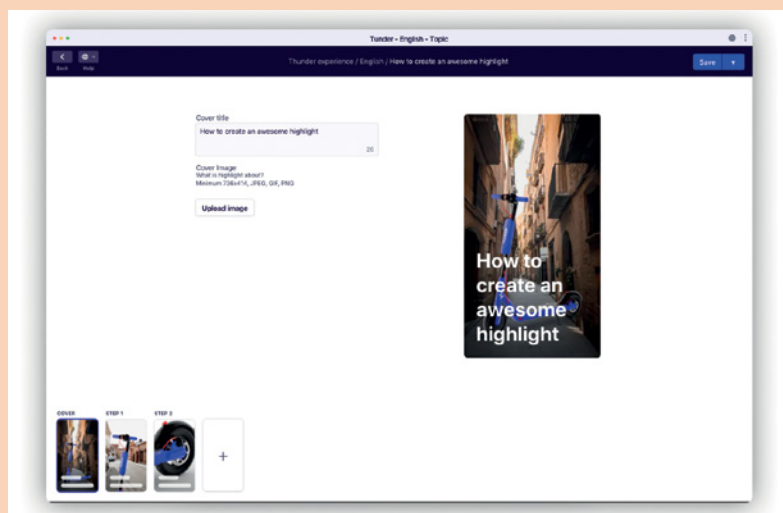 Tunder - English - Topic
Back
Help
Thunder experience / English / How to create an awesome highlight
Save
Cover title
How to create an awesome highlight
26
Cover Image
What is highlight about?
Minimum 736x414, JPEG, GIF, PNG
Upload image
How to
create an
awesome
highlight
COVER
STEP 1
STEP 2
+